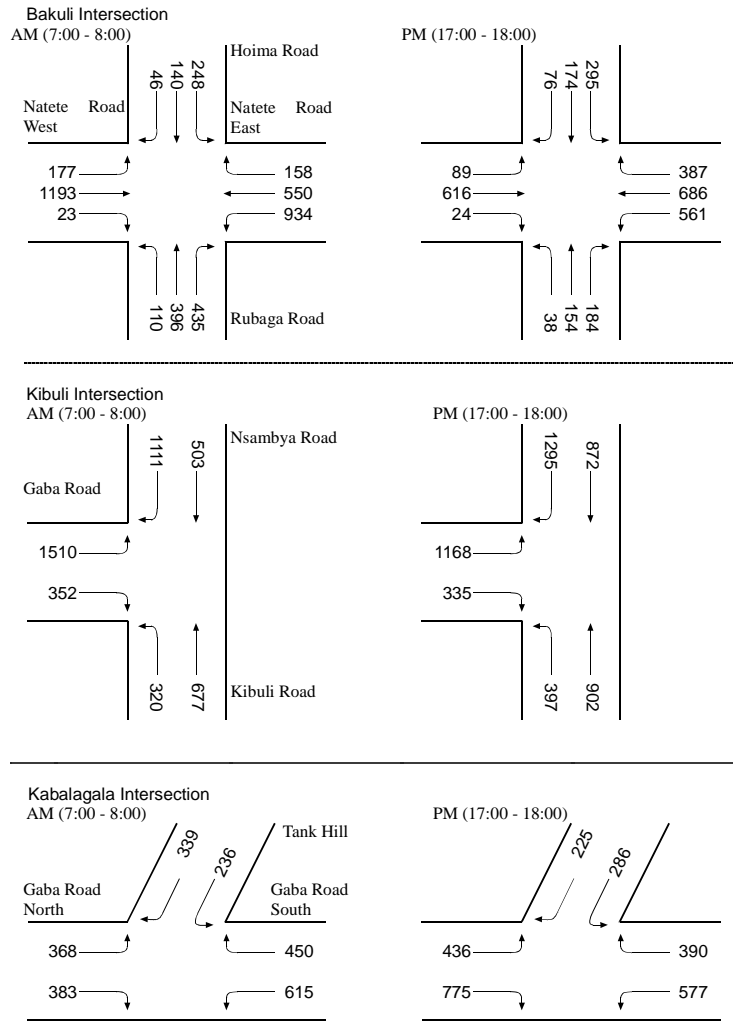 Bakuli Intersection
AM (7:00 - 8:00)
PM (17:00 - 18:00)
Hoima Road
46 140 248
76 174 295
Natete Road
West
Natete Road
East
177 158
1193 550
23 934
89 387
616 686
24 561
110 396 435
Rubaga Road
38 154 184
Kibuli Intersection
AM (7:00 - 8:00)
PM (17:00 - 18:00)
1111 503
Nsambya Road
1295 872
Gaba Road
1510
1168
352
335
320 677
Kibuli Road
397 902
Kabalagala Intersection
AM (7:00 - 8:00)
PM (17:00 - 18:00)
339 236
Tank Hill
225 286
Gaba Road
North
Gaba Road
South
368 450
436 390
383 615
775 577